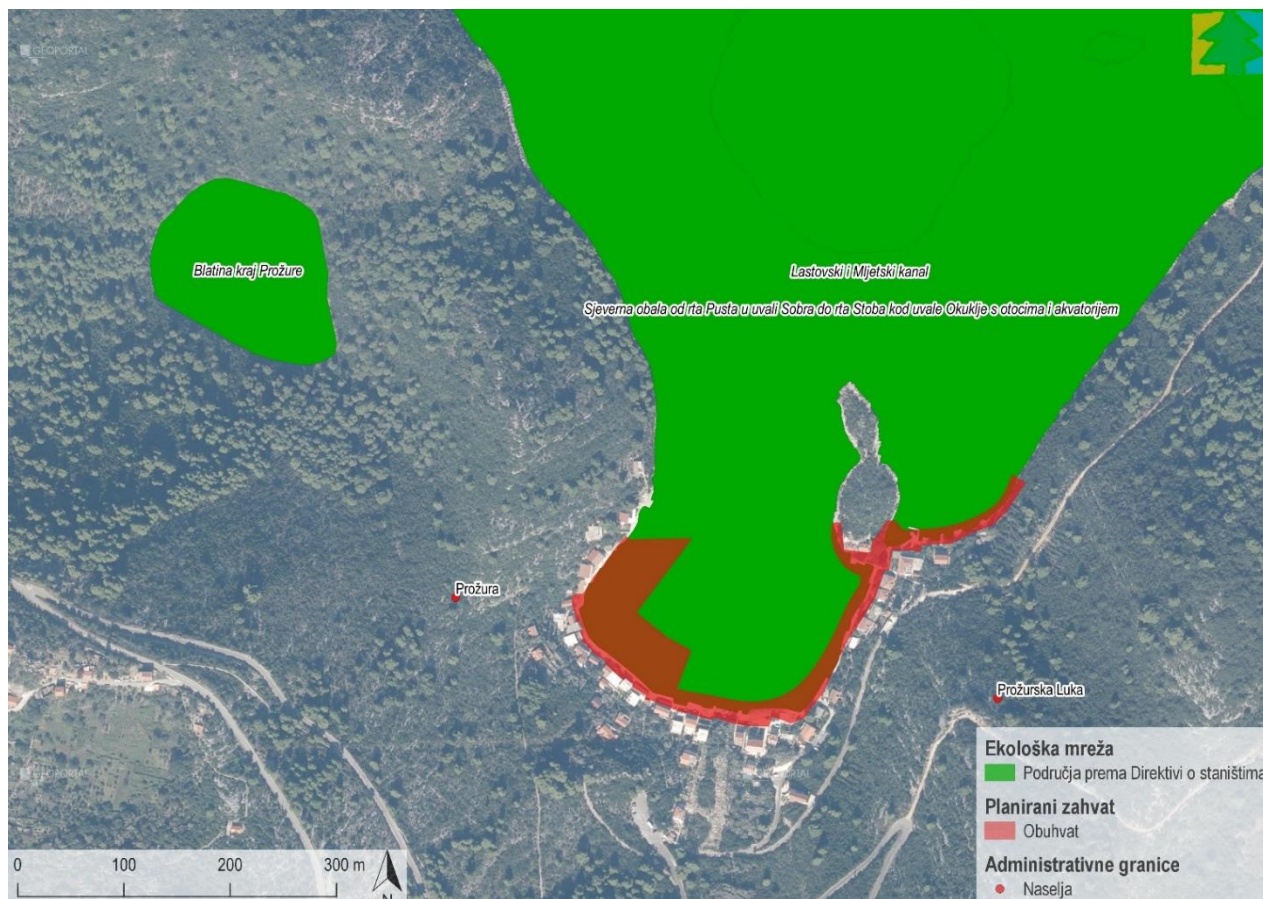 GEOPORTAL
Blatina kraj Prožure
Lastovski i Mljetski kanal
Sjeverna obala od rta Pusta u uvali Sobra do rta Stoba kod uvale Okuklje s otocima i akvatorijem
Prožura
Prožurska Luka
GEOPORTAL
GEOPORTAL
Ekološka mreža
Područja prema Direktivi o staništima
Planirani zahvat
Obuhvat
Administrativne granice
Naselja
0 100 200 300 m
N